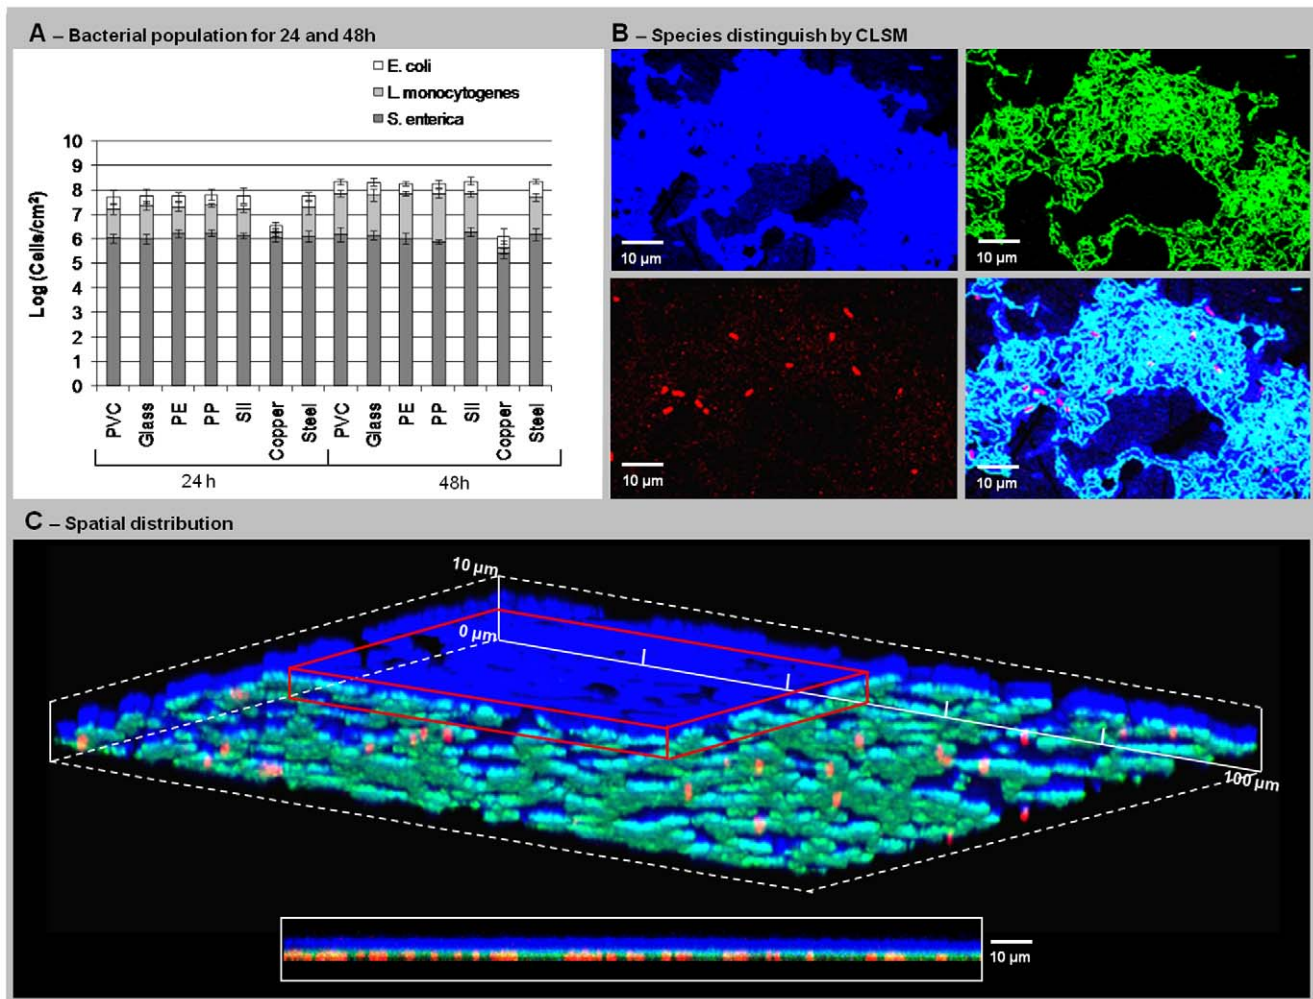 A – Bacterial population for 24 and 48h
E. coli
L. monocytogenes
S. enterica
Log (Cells/cm²)
10
9
8
7
6
5
4
3
2
1
0
PVC
Glass
PE
PP
SII
Copper
Steel
PVC
Glass
PE
PP
SII
Copper
Steel
24 h
48h
B – Species distinguish by CLSM
10 µm
10 µm
10 µm
10 µm
C – Spatial distribution
10 µm
0 µm
100 µm
10 µm